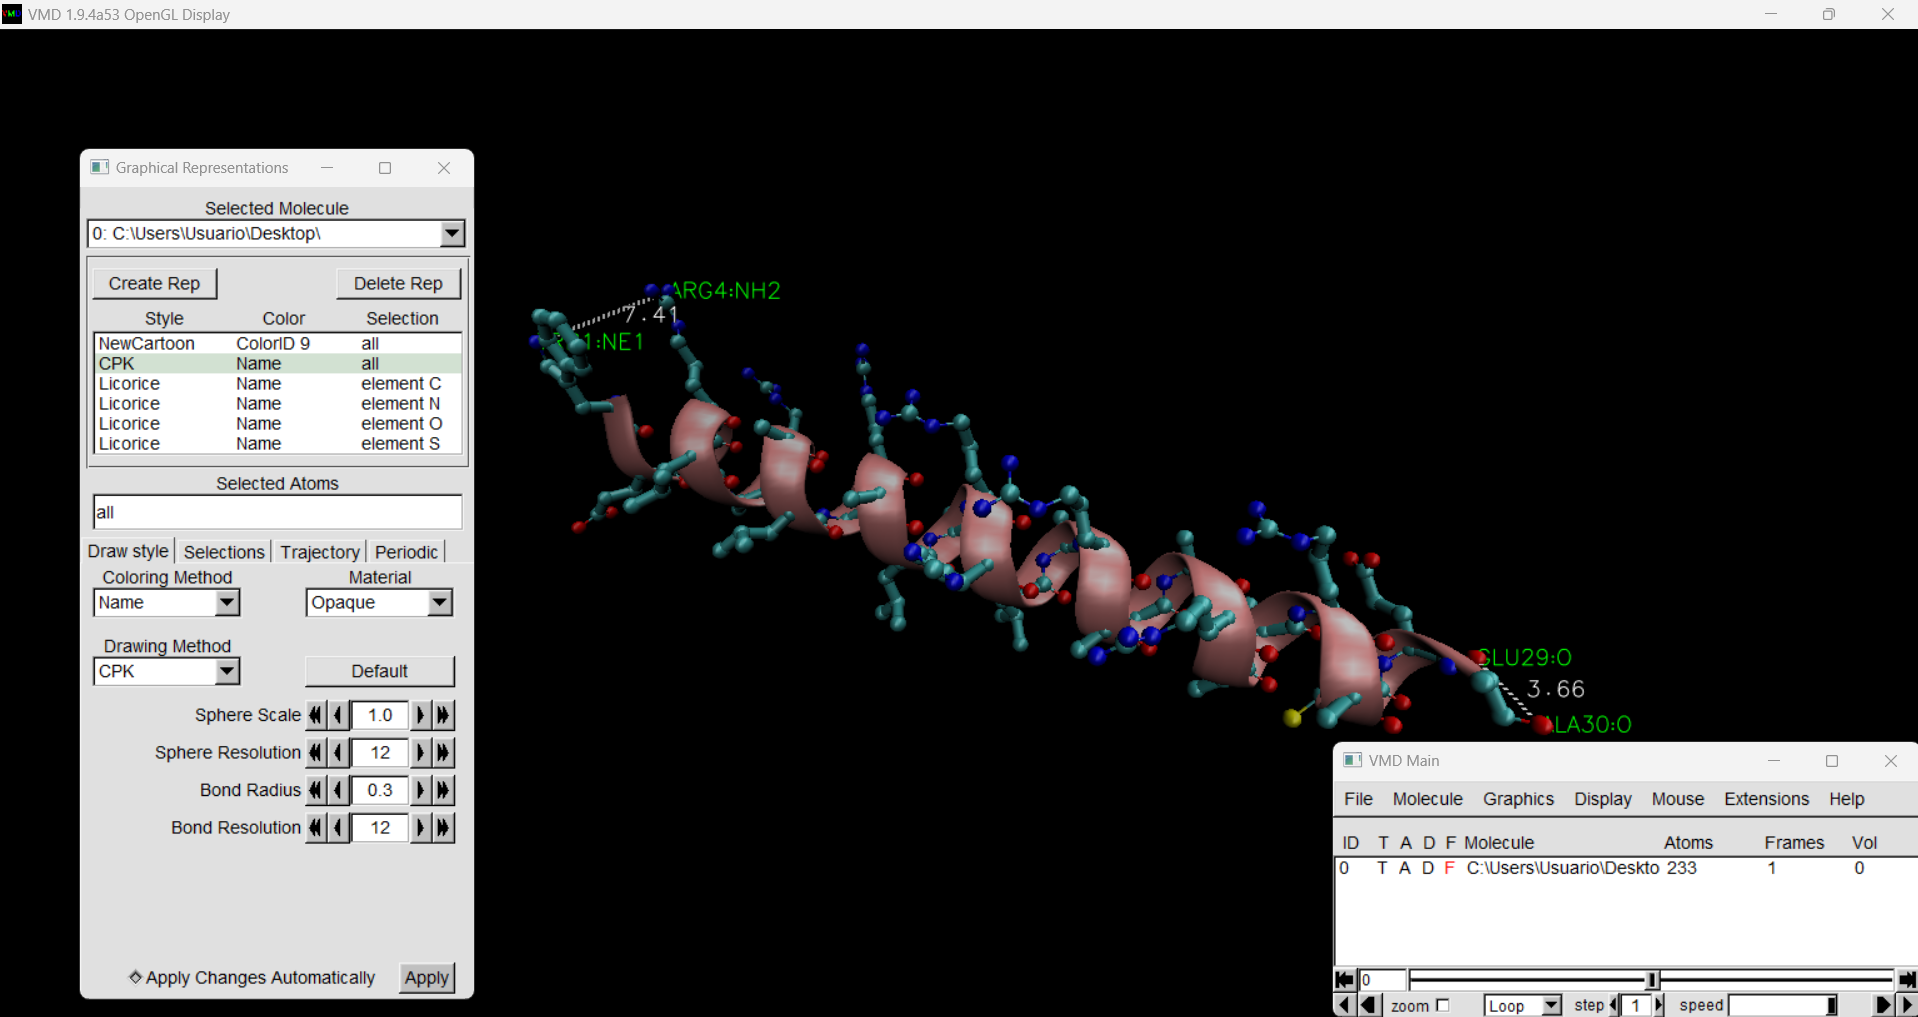 VMD 1.9.4a53 OpenGL Display
Graphical Representations
Selected Molecule
0: C:\Users\Usuario\Desktop\
Create Rep Delete Rep
Style Color Selection
NewCartoon ColorID 9 all
CPK Name all
Licorice Name element C
Licorice Name element N
Licorice Name element O
Licorice Name element S
Selected Atoms
all
Draw style Selections Trajectory Periodic
Coloring Method Material
Name Opaque
Drawing Method
CPK Default
Sphere Scale 1.0
Sphere Resolution 12
Bond Radius 0.3
Bond Resolution 12
Apply Changes Automatically Apply
ARG4:NH2
7.41
1:NE1
GLU29:O
3.66
ALA30:O
VMD Main
File Molecule Graphics Display Mouse Extensions Help
ID T A D F Molecule Atoms Frames Vol
0 T A D F C:\Users\Usuario\Deskto 233 1 0
0
zoom Loop step 1 speed